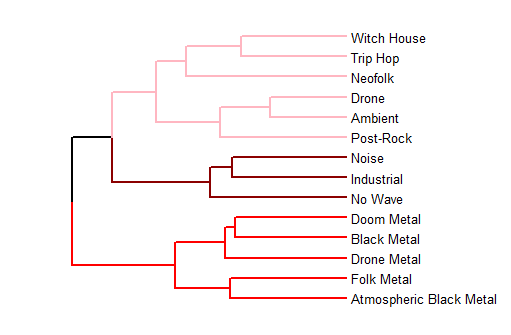 Witch House
Trip Hop
Neofolk
Drone
Ambient
Post-Rock
Noise
Industrial
No Wave
Doom Metal
Black Metal
Drone Metal
Folk Metal
Atmospheric Black Metal